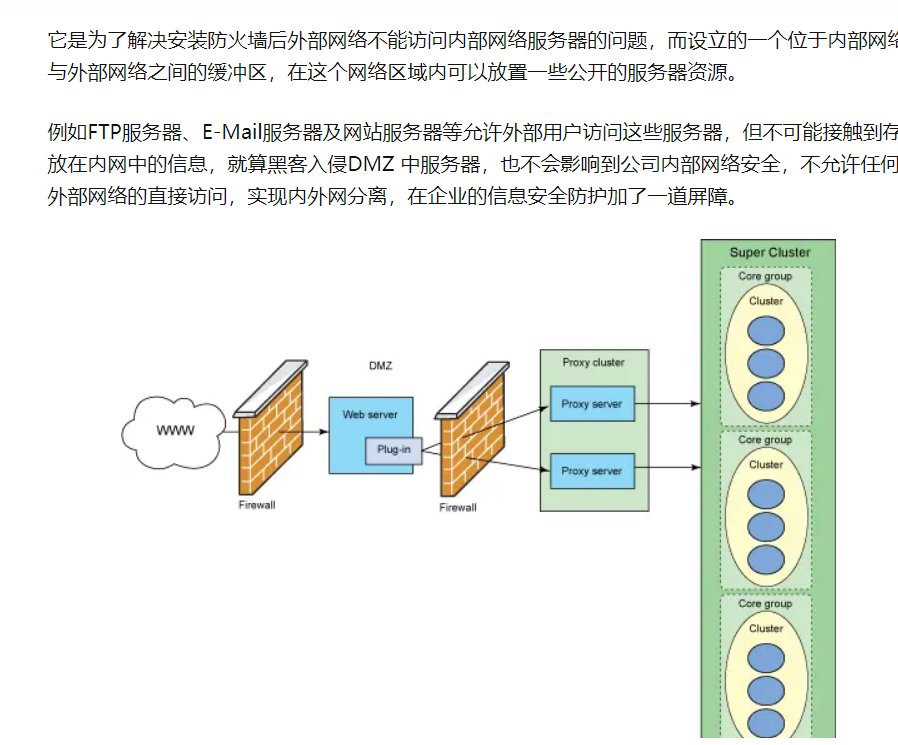 它是为了解决安装防火墙后外部网络不能访问内部网络服务器的问题，而设立的一个位于内部网络
与外部网络之间的缓冲区，在这个网络区域内可以放置一些公开的服务器资源。
例如FTP服务器、E-Mail服务器及网站服务器等允许外部用户访问这些服务器，但不可能接触到存
放在内网中的信息，就算黑客入侵DMZ 中服务器，也不会影响到公司内部网络安全，不允许任何
外部网络的直接访问，实现内外网分离，在企业的信息安全防护加了一道屏障。
Super Cluster
Core group
Cluster
DMZ
Proxy cluster
Web server
Proxy server
WWW
Plug-in
Core group
Cluster
Proxy server
Firewall
Firewall
Core group
Cluster